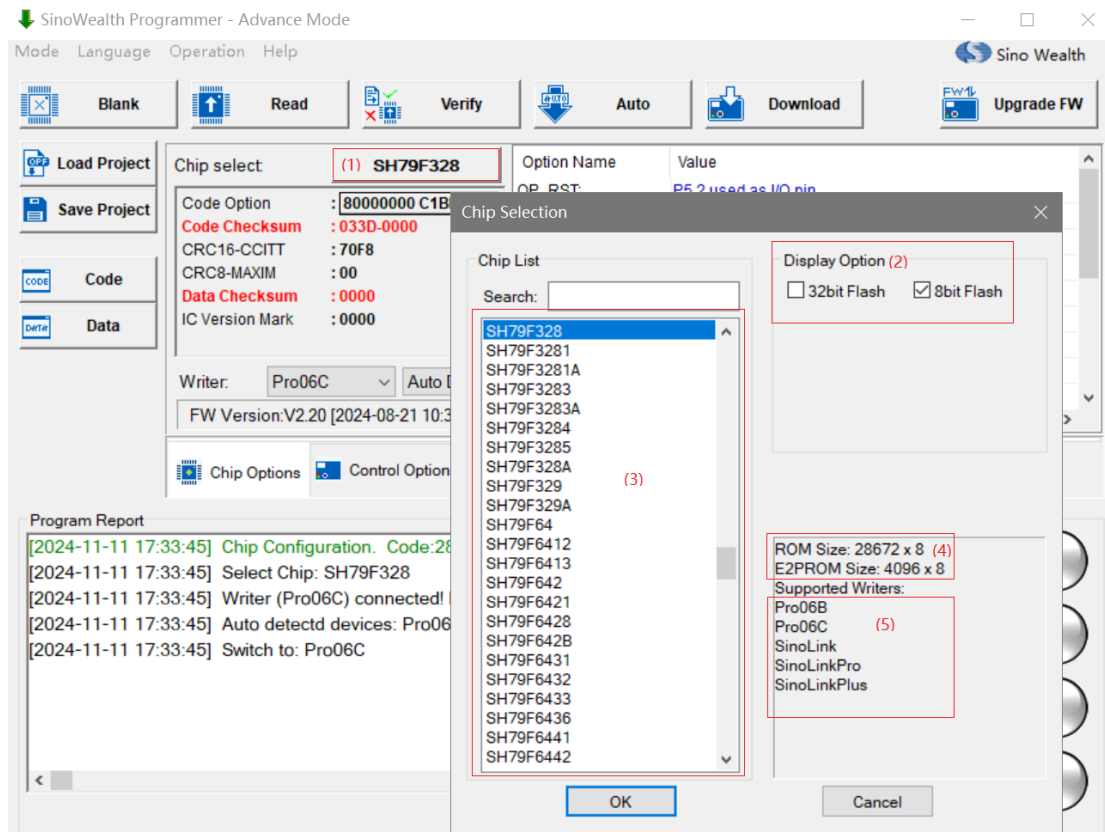 SinoWealth Programmer - Advance Mode
Mode Language Operation Help
Sino Wealth
Blank
Read
Verify
AUTO
Auto
Download
FW
Upgrade FW
OPF
Load Project
Save Project
CODE
Code
DATA
Data
Chip select:
(1) SH79F328
Code Option : 80000000 C1B
Code Checksum : 033D-0000
CRC16-CCITT : 70F8
CRC8-MAXIM : 00
Data Checksum : 0000
IC Version Mark : 0000
Writer: Pro06C Auto
FW Version:V2.20 [2024-08-21 10:3
Chip Options
Control Option
Option Name Value
OP_RST: P5.2 used as I/O pin
Program Report
[2024-11-11 17:33:45] Chip Configuration. Code:28
[2024-11-11 17:33:45] Select Chip: SH79F328
[2024-11-11 17:33:45] Writer (Pro06C) connected!
[2024-11-11 17:33:45] Auto detectd devices: Pro06
[2024-11-11 17:33:45] Switch to: Pro06C
Chip Selection
Chip List
Search:
SH79F328
SH79F3281
SH79F3281A
SH79F3283
SH79F3283A
SH79F3284
SH79F3285
SH79F328A
SH79F329
SH79F329A
SH79F64
SH79F6412
SH79F6413
SH79F642
SH79F6421
SH79F6428
SH79F642B
SH79F6431
SH79F6432
SH79F6433
SH79F6436
SH79F6441
SH79F6442
(3)
Display Option (2)
32bit Flash
8bit Flash
ROM Size: 28672 x 8 (4)
E2PROM Size: 4096 x 8
Supported Writers:
Pro06B
Pro06C (5)
SinoLink
SinoLinkPro
SinoLinkPlus
OK
Cancel